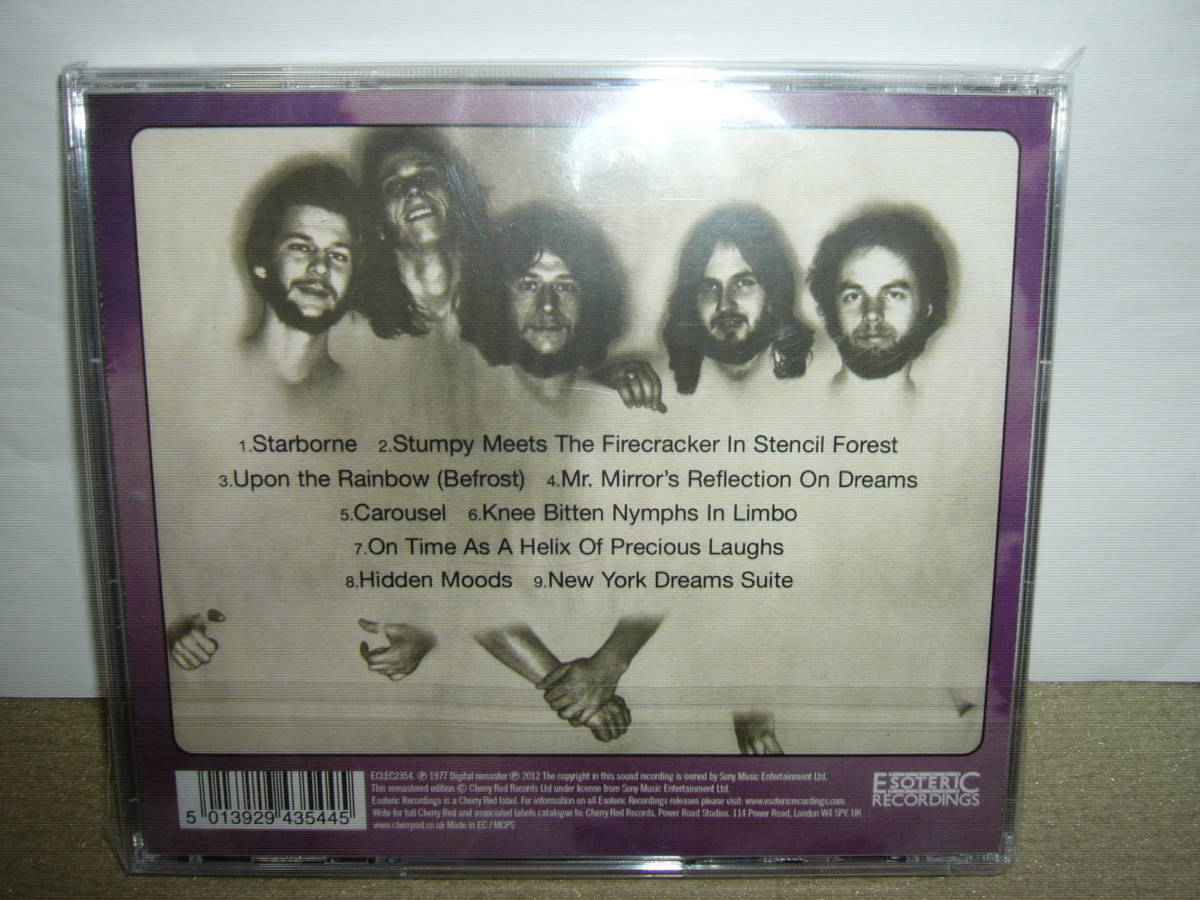 1.Starborne 2.Stumpy Meets The Firecracker In Stencil Forest
3.Upon the Rainbow (Befrost) 4.Mr. Mirror's Reflection On Dreams
5.Carousel 6.Knee Bitten Nymphs In Limbo
7.On Time As A Helix Of Precious Laughs
8.Hidden Moods 9.New York Dreams Suite
5 013929 435445
ECLEC2354. ℗ 1977 Digital remaster ℗ 2012 The copyright in this sound recording is owned by Sony Music Entertainment Ltd.
This remastered edition © Cherry Red Records Ltd under license from Sony Music Entertainment Ltd.
Esoteric Recordings is a Cherry Red label. For information on all Esoteric Recordings releases please visit: www.esotericrecordings.com.
Write for full Cherry Red and associated labels catalogue to: Cherry Red Records, Power Road Studios, 114 Power Road, London W4 5PY. UK
www.cherryred.co.uk Made in EC / MCPS
ESOTERIC
RECORDINGS